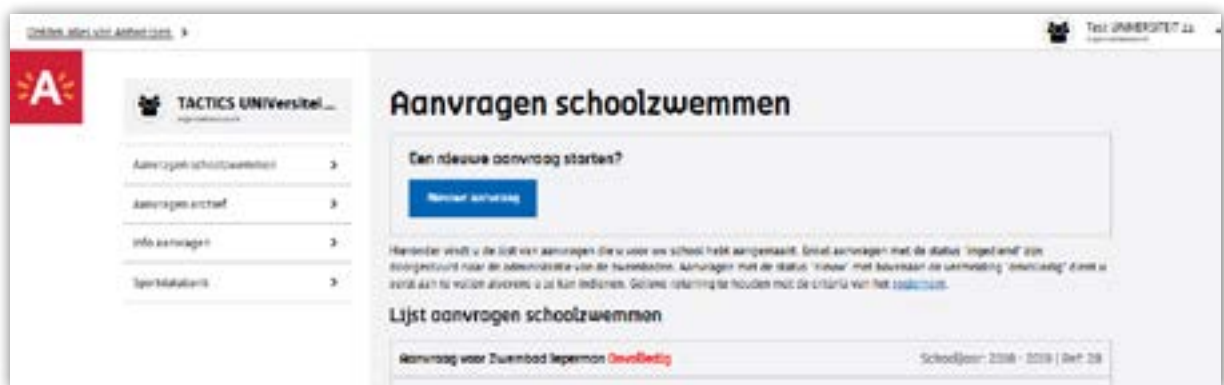 Ontdek alles van Antwerpen
Test UNIVERSITEIT
A
TACTICS UNIVersitei...
Aanvragen schoolzwemmen
Aanvragen schoolzwemmen
Een nieuwe aanvraag starten?
Aanvragen archief
Nieuwe aanvraag
Info aanvragen
Hieronder vindt u de lijst van aanvragen die u voor uw school hebt aangemaakt. Enkel aanvragen met de status 'ingediend' zijn
doorgestuurd naar de administratie van de zwembaden. Aanvragen met de status 'nieuw' met bovenaan de vermelding 'onvolledig' dient u
eerst aan te vullen alvorens u ze kan indienen. Gelieve rekening te houden met de criteria van het reglement.
Sportdatabank
Lijst aanvragen schoolzwemmen
Aanvraag voor Zwembad Ieperman Onvolledig
Schooljaar: 2018 - 2019 | Ref: 28